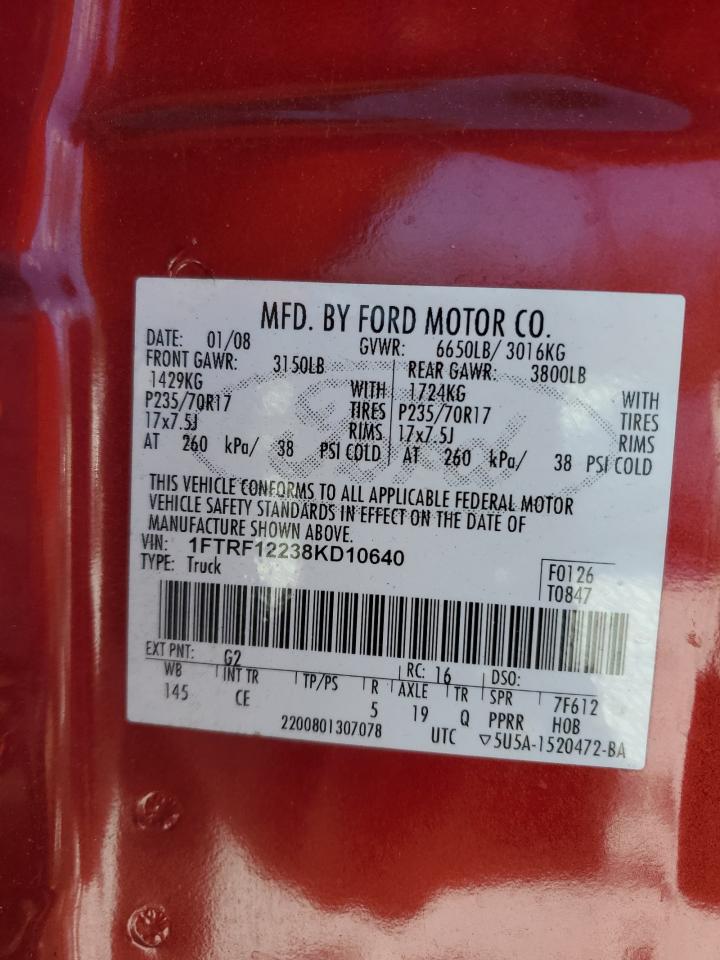 MFD. BY FORD MOTOR CO.
DATE: 01/08 GVWR: 6650LB/ 3016KG
FRONT GAWR: 3150LB REAR GAWR: 3800LB
1429KG WITH 1724KG WITH
P235/70R17 TIRES P235/70R17 TIRES
17x7.5J RIMS 17x7.5J RIMS
AT 260 kPa/ 38 PSI COLD AT 260 kPa/ 38 PSI COLD
Ford
THIS VEHICLE CONFORMS TO ALL APPLICABLE FEDERAL MOTOR
VEHICLE SAFETY STANDARDS IN EFFECT ON THE DATE OF
MANUFACTURE SHOWN ABOVE.
VIN: 1FTRF12238KD10640
TYPE: Truck
F0126
T0847
EXT PNT: G2 RC: 16 DSO:
WB INT TR TP/PS R AXLE TR SPR 7F612
145 CE 5 19 Q PPRR HOB
2200801307078 UTC ▽5U5A-1520472-BA